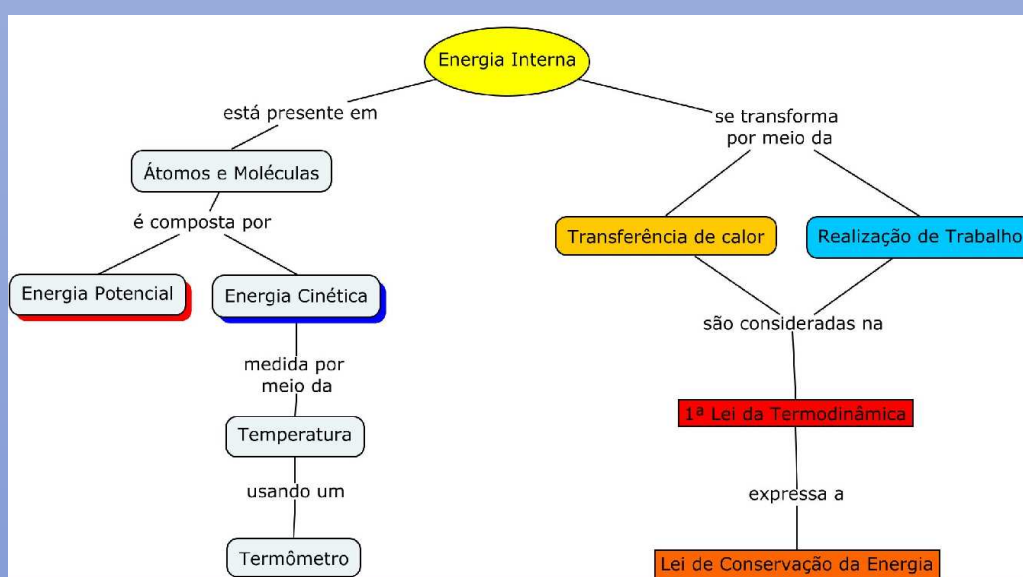 Energia Interna
está presente em
se transforma
por meio da
Átomos e Moléculas
é composta por
Transferência de calor
Realização de Trabalho
Energia Potencial
Energia Cinética
são consideradas na
medida por
meio da
1ª Lei da Termodinâmica
Temperatura
usando um
expressa a
Termômetro
Lei de Conservação da Energia